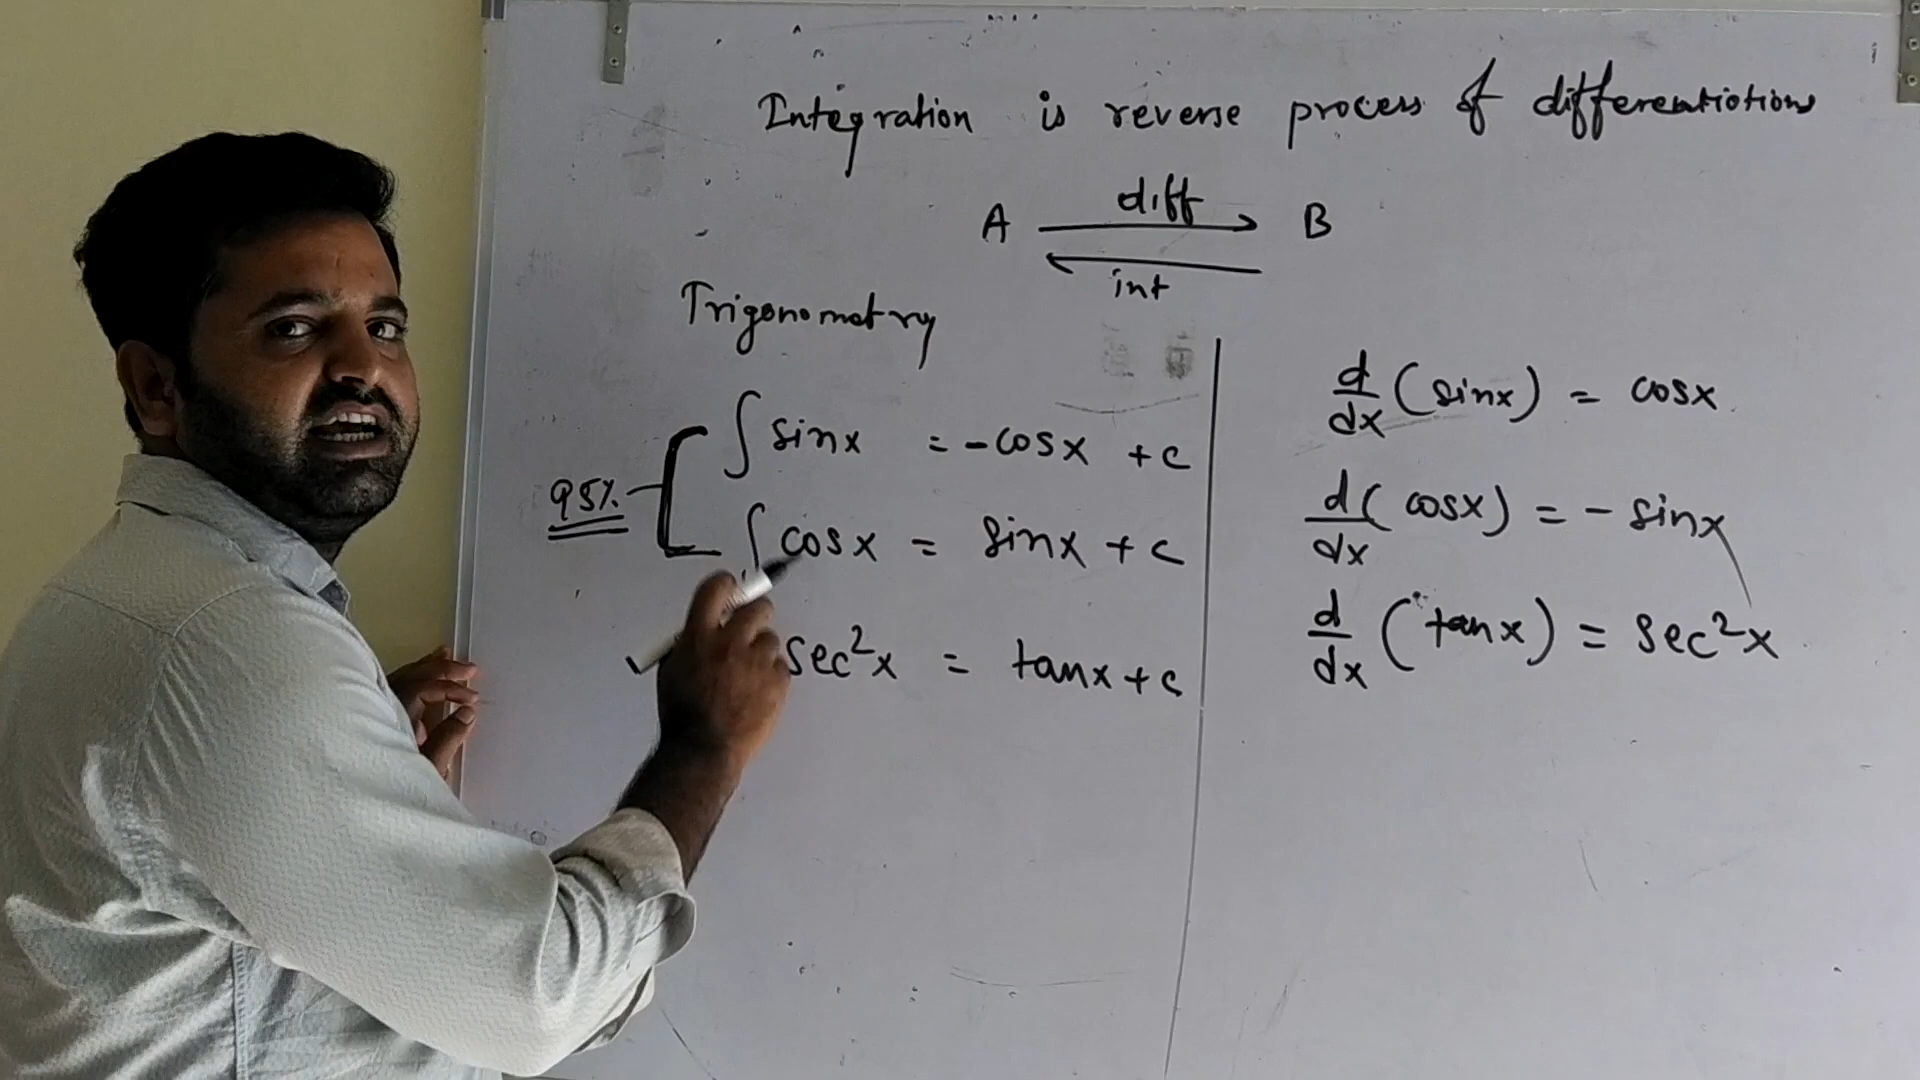 Integration is reverse process of differentiations
diff
A → B
←
int
Trigonometry
95%
∫ sinx = -cosx + c
∫ cosx = sinx + c
sec²x = tanx + c
d/dx (sinx) = cosx
d/dx (cosx) = - sinx
d/dx (tanx) = sec²x